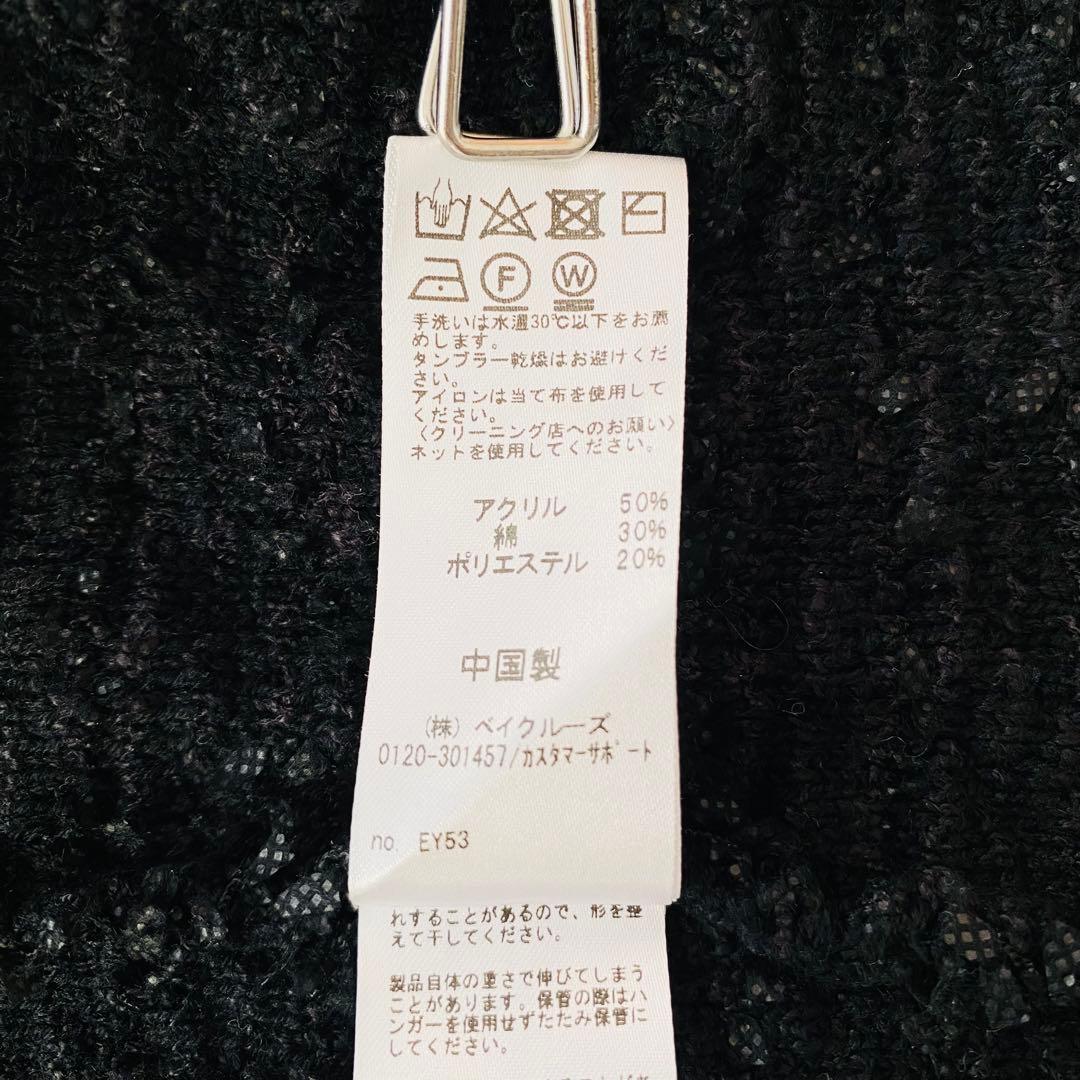 F W
手洗いは水温30℃以下をお薦
めします。
タンブラー乾燥はお避けくだ
さい。
アイロンは当て布を使用して
ください。
〈クリーニング店へのお願い〉
ネットを使用してください。
アクリル 50%
綿 30%
ポリエステル 20%
中国製
(株) ベイクルーズ
0120-301457/カスタマーサポート
no. EY53
れすることがあるので、形を整
えて干してください。
製品自体の重さで伸びてしまう
ことがあります。保管の際はハ
ンガーを使用せずたたみ保管に
してください。